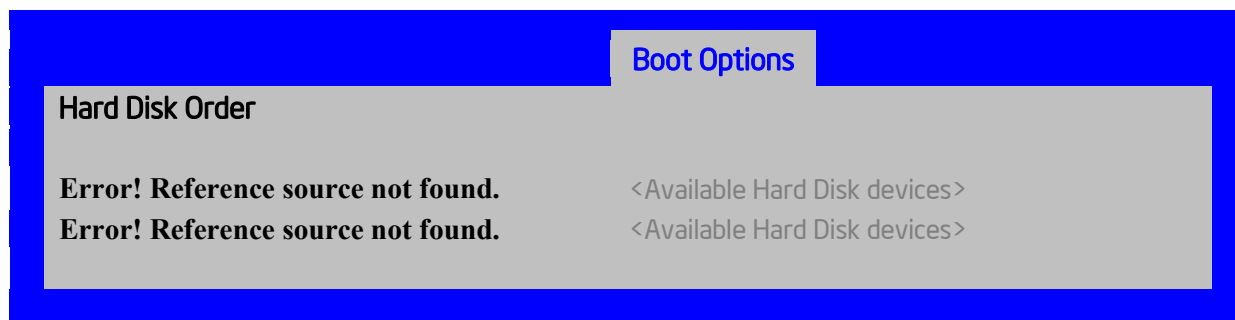 Boot Options
Hard Disk Order
Error! Reference source not found. <Available Hard Disk devices>
Error! Reference source not found. <Available Hard Disk devices>